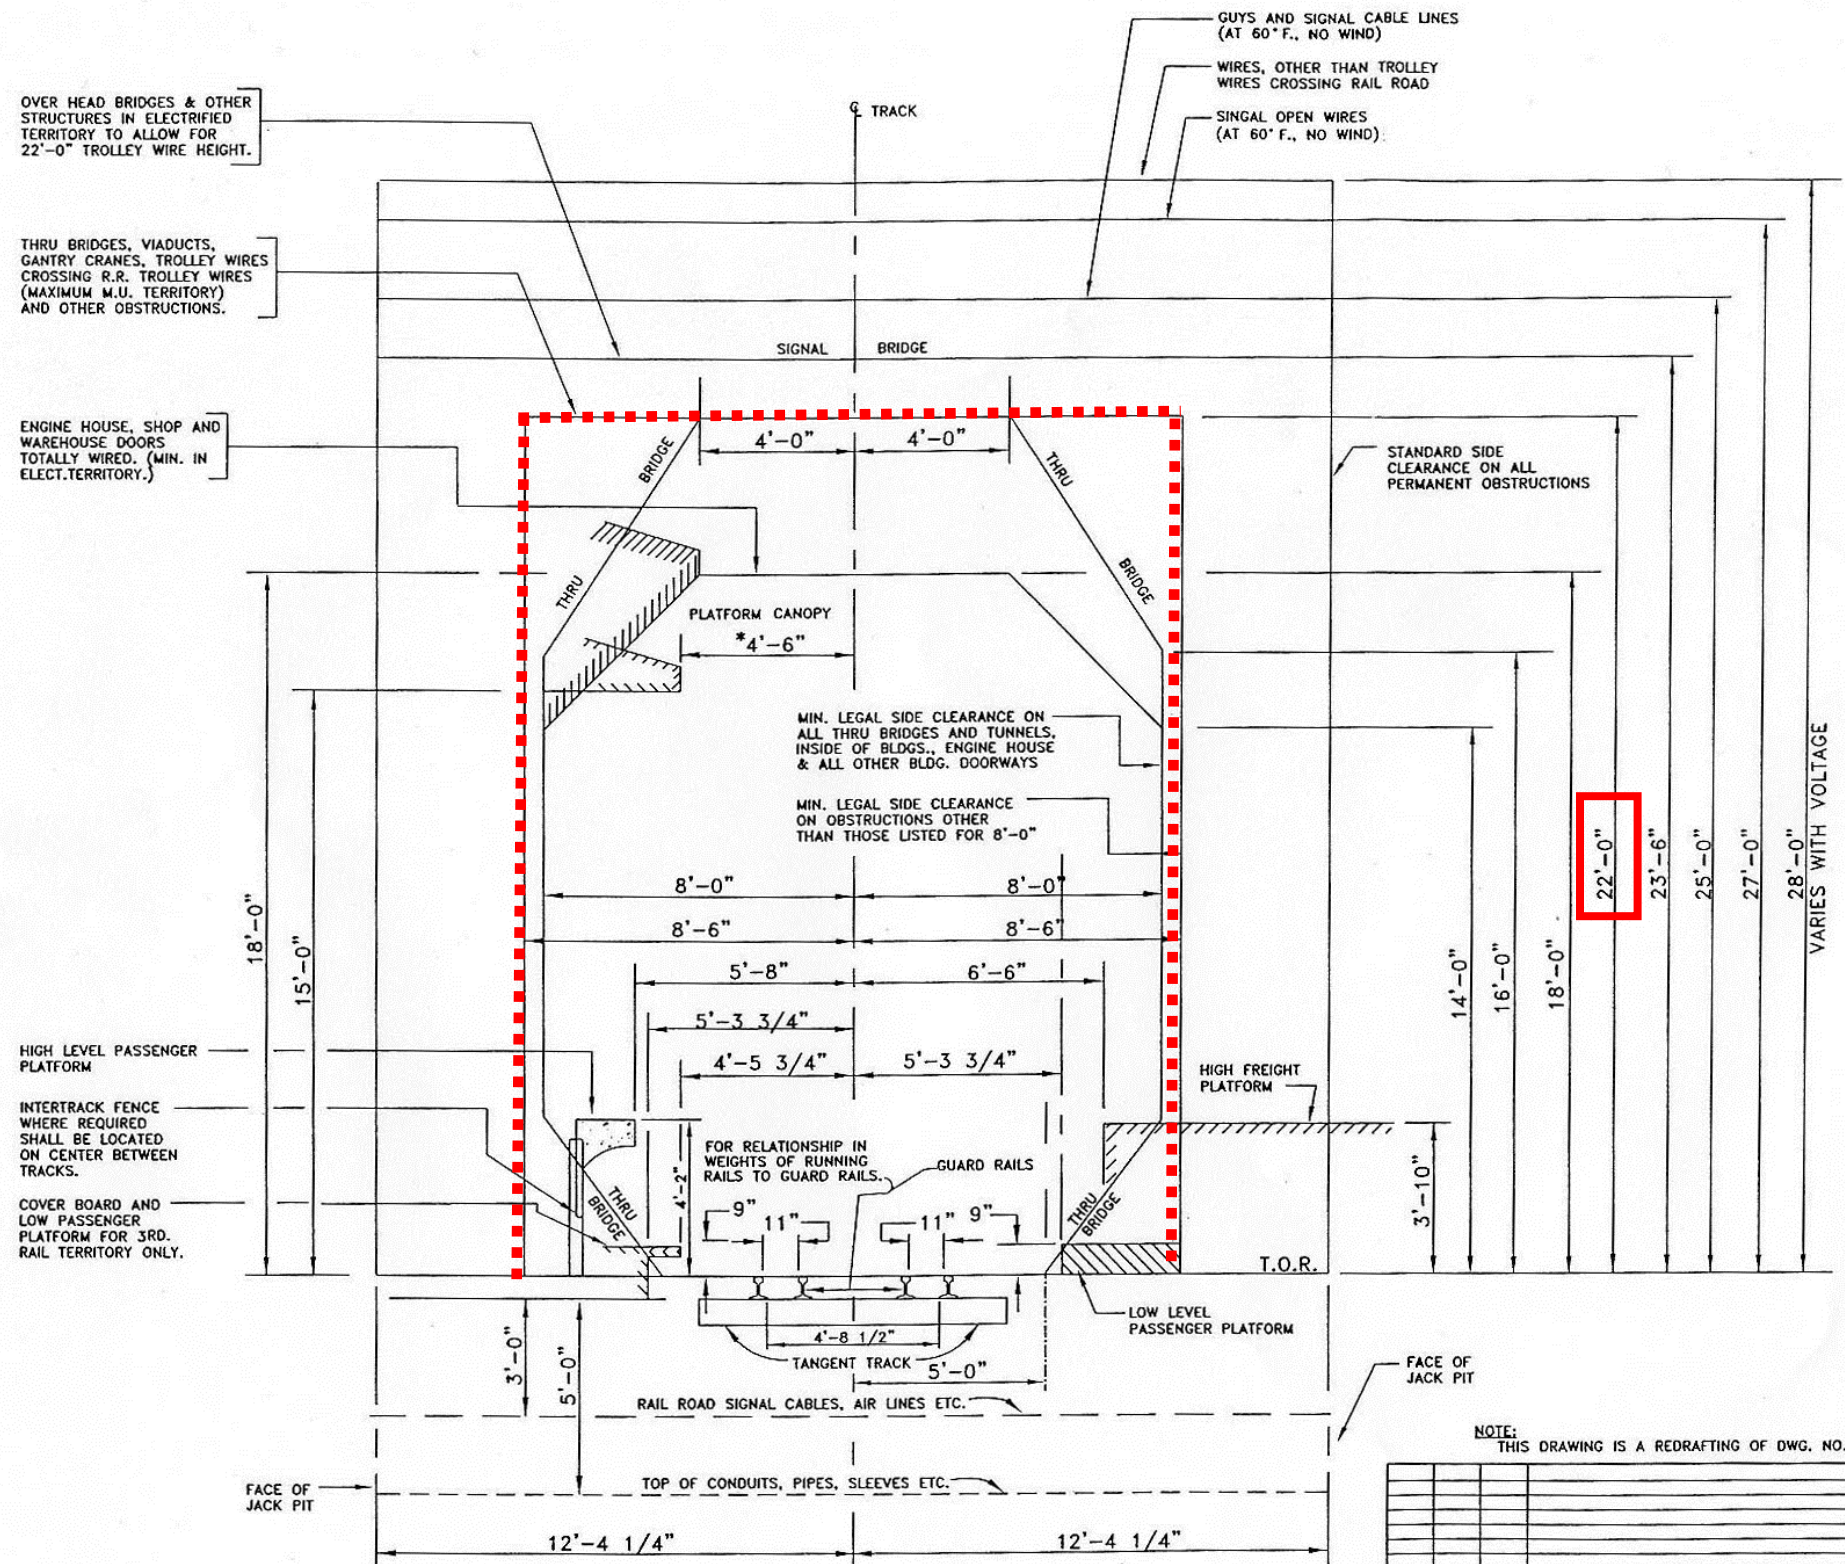 GUYS AND SIGNAL CABLE LINES
(AT 60°F., NO WIND)
WIRES, OTHER THAN TROLLEY
WIRES CROSSING RAIL ROAD
SINGAL OPEN WIRES
(AT 60°F., NO WIND)
℄ TRACK
OVER HEAD BRIDGES & OTHER
STRUCTURES IN ELECTRIFIED
TERRITORY TO ALLOW FOR
22'-0" TROLLEY WIRE HEIGHT.
THRU BRIDGES, VIADUCTS,
GANTRY CRANES, TROLLEY WIRES
CROSSING R.R. TROLLEY WIRES
(MAXIMUM M.U. TERRITORY)
AND OTHER OBSTRUCTIONS.
SIGNAL BRIDGE
ENGINE HOUSE, SHOP AND
WAREHOUSE DOORS
TOTALLY WIRED. (MIN. IN
ELECT.TERRITORY.)
4'-0" 4'-0"
THRU BRIDGE
THRU BRIDGE
STANDARD SIDE
CLEARANCE ON ALL
PERMANENT OBSTRUCTIONS
PLATFORM CANOPY
*4'-6"
MIN. LEGAL SIDE CLEARANCE ON
ALL THRU BRIDGES AND TUNNELS,
INSIDE OF BLDGS., ENGINE HOUSE
& ALL OTHER BLDG. DOORWAYS
MIN. LEGAL SIDE CLEARANCE
ON OBSTRUCTIONS OTHER
THAN THOSE LISTED FOR 8'-0"
8'-0" 8'-0"
8'-6" 8'-6"
5'-8" 6'-6"
5'-3 3/4"
4'-5 3/4" 5'-3 3/4"
18'-0"
15'-0"
14'-0"
16'-0"
18'-0"
22'-0"
23'-6"
25'-0"
27'-0"
28'-0"
VARIES WITH VOLTAGE
HIGH LEVEL PASSENGER
PLATFORM
HIGH FREIGHT
PLATFORM
INTERTRACK FENCE
WHERE REQUIRED
SHALL BE LOCATED
ON CENTER BETWEEN
TRACKS.
COVER BOARD AND
LOW PASSENGER
PLATFORM FOR 3RD.
RAIL TERRITORY ONLY.
FOR RELATIONSHIP IN
WEIGHTS OF RUNNING
RAILS TO GUARD RAILS.
GUARD RAILS
4'-2"
THRU
BRIDGE
THRU
BRIDGE
9" 11" 11" 9"
3'-10"
T.O.R.
LOW LEVEL
PASSENGER PLATFORM
4'-8 1/2"
TANGENT TRACK
5'-0"
3'-0"
5'-0"
FACE OF
JACK PIT
RAIL ROAD SIGNAL CABLES, AIR LINES ETC.
NOTE:
THIS DRAWING IS A REDRAFTING OF DWG. NO.
TOP OF CONDUITS, PIPES, SLEEVES ETC.
FACE OF
JACK PIT
12'-4 1/4" 12'-4 1/4"